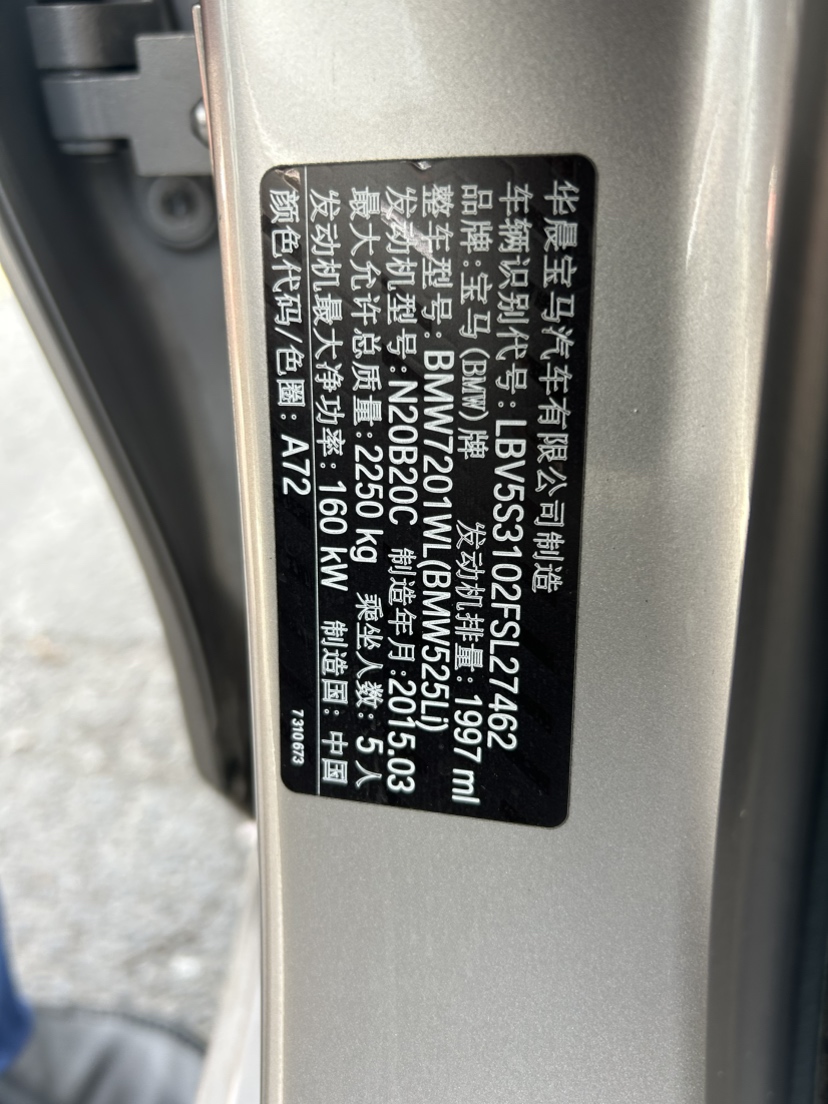 华晨宝马汽车有限公司制造
车辆识别代号: LBV5S3102FSL27462
品牌:宝马(BMW)牌 发动机排量: 1997 ml
整车型号: BMW7201WL(BMW525Li)
发动机型号: N20B20C 制造年月:2015.03
最大允许总质量: 2250 kg 乘坐人数: 5 人
发动机最大净功率: 160 kW 制造国: 中国
颜色代码/色圈: A72 7 310 673